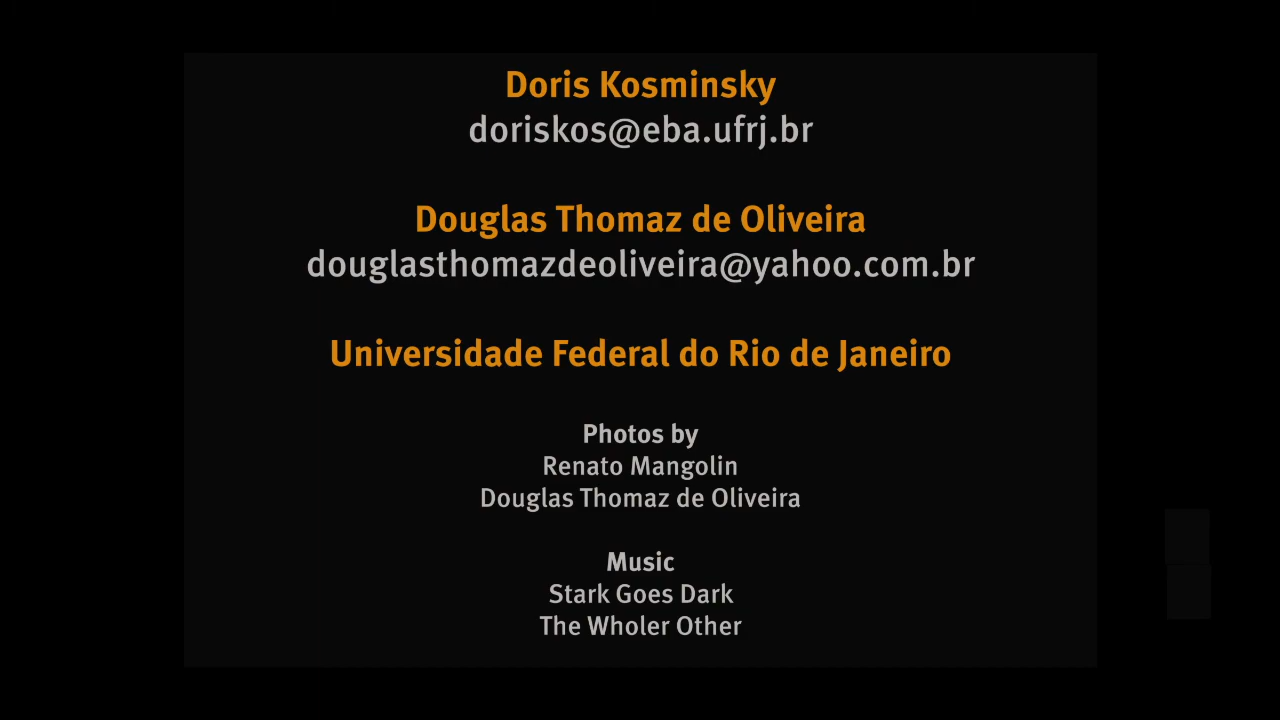 Doris Kosminsky
doriskos@eba.ufrj.br
Douglas Thomaz de Oliveira
douglasthomazdeoliveira@yahoo.com.br
Universidade Federal do Rio de Janeiro
Photos by
Renato Mangolin
Douglas Thomaz de Oliveira
Music
Stark Goes Dark
The Wholer Other